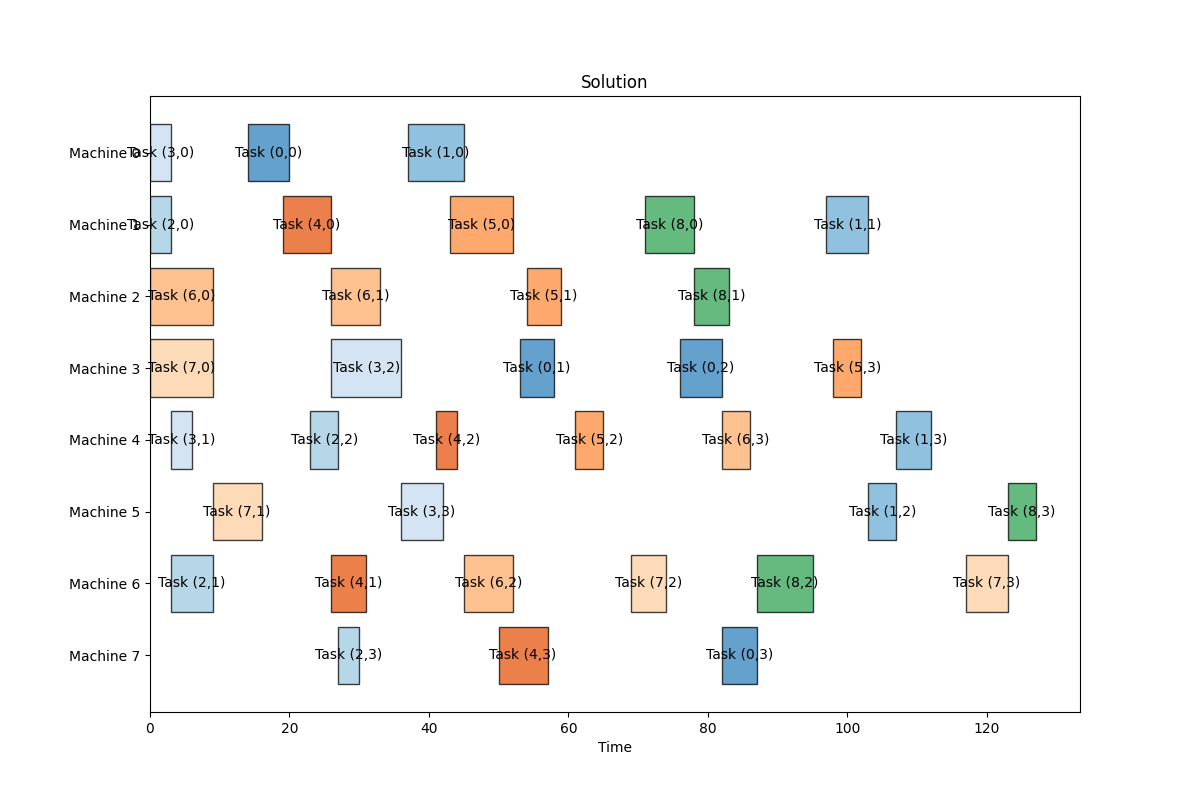 Solution
Machine 0 Task (3,0) Task (0,0) Task (1,0)
Machine 1 Task (2,0) Task (4,0) Task (5,0) Task (8,0) Task (1,1)
Machine 2 Task (6,0) Task (6,1) Task (5,1) Task (8,1)
Machine 3 Task (7,0) Task (3,2) Task (0,1) Task (0,2) Task (5,3)
Machine 4 Task (3,1) Task (2,2) Task (4,2) Task (5,2) Task (6,3) Task (1,3)
Machine 5 Task (7,1) Task (3,3) Task (1,2) Task (8,3)
Machine 6 Task (2,1) Task (4,1) Task (6,2) Task (7,2) Task (8,2) Task (7,3)
Machine 7 Task (2,3) Task (4,3) Task (0,3)
0 20 40 60 80 100 120
Time